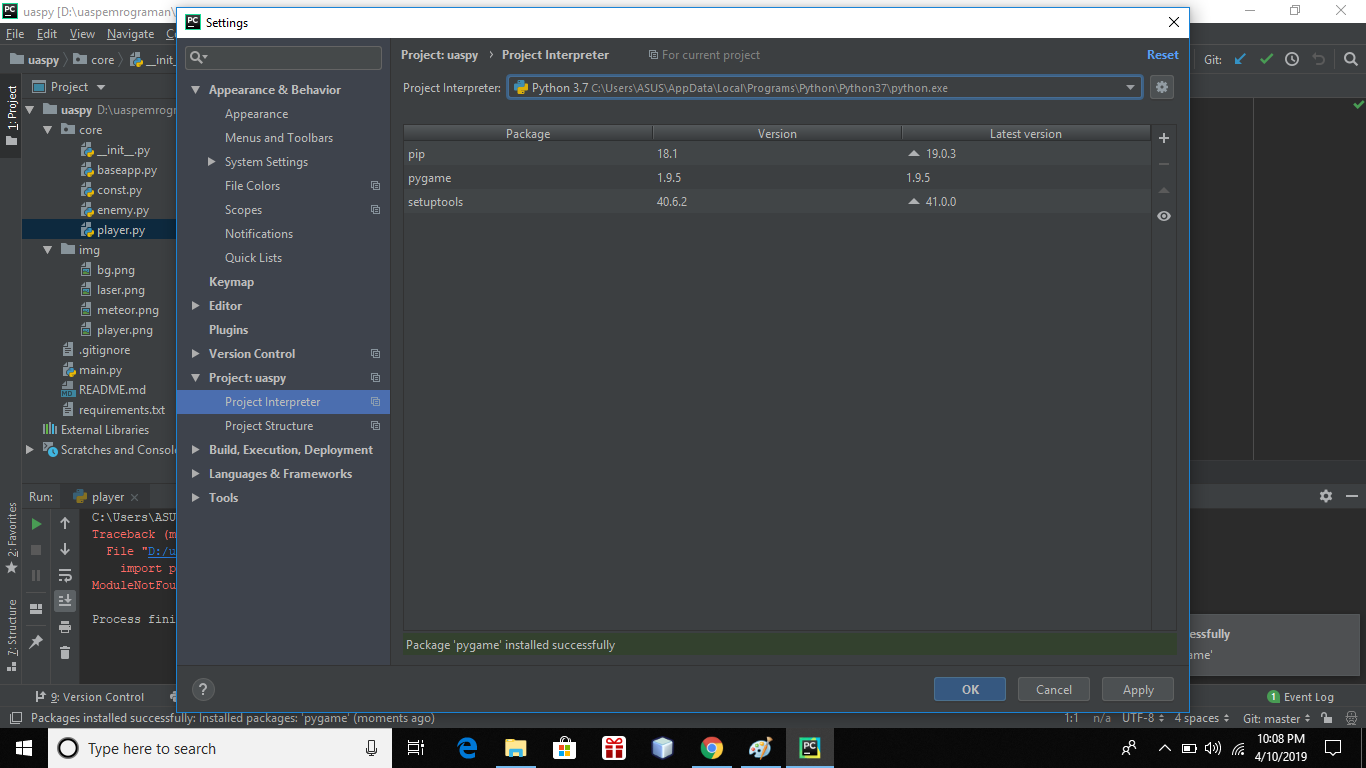 uaspy [D:\uaspemrograman\
Settings
File Edit View Navigate
uaspy core __init_
Git:
Project
uaspy D:\uaspemrogram
core
__init__.py
baseapp.py
const.py
enemy.py
player.py
img
bg.png
laser.png
meteor.png
player.png
.gitignore
main.py
README.md
requirements.txt
External Libraries
Scratches and Consol
1: Project
2: Favorites
7: Structure
Appearance & Behavior
Appearance
Menus and Toolbars
System Settings
File Colors
Scopes
Notifications
Quick Lists
Keymap
Editor
Plugins
Version Control
Project: uaspy
Project Interpreter
Project Structure
Build, Execution, Deployment
Languages & Frameworks
Tools
Project: uaspy › Project Interpreter For current project Reset
Project Interpreter: Python 3.7 C:\Users\ASUS\AppData\Local\Programs\Python\Python37\python.exe
Package Version Latest version
pip 18.1 19.0.3
pygame 1.9.5 1.9.5
setuptools 40.6.2 41.0.0
Package 'pygame' installed successfully
? OK Cancel Apply
Run: player
C:\Users\ASU
Traceback (m
File "D:/u
import p
ModuleNotFou
Process fini
essfully
ame'
9: Version Control
1 Event Log
Packages installed successfully: Installed packages: 'pygame' (moments ago)
1:1 n/a UTF-8 4 spaces Git: master
Type here to search
10:08 PM
4/10/2019